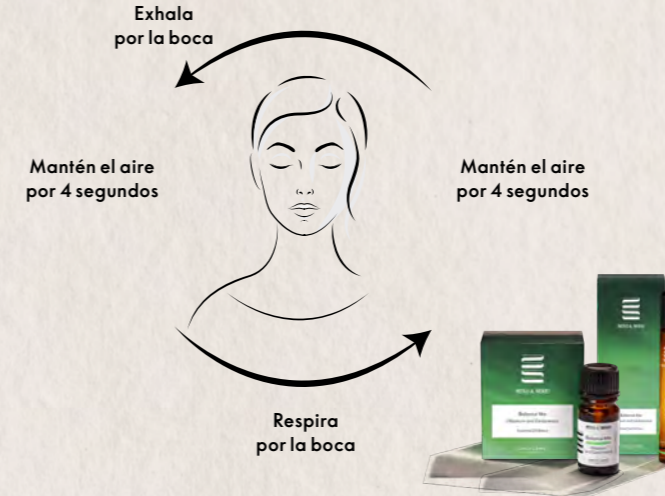 Exhala
por la boca
Mantén el aire
por 4 segundos
Mantén el aire
por 4 segundos
Respira
por la boca